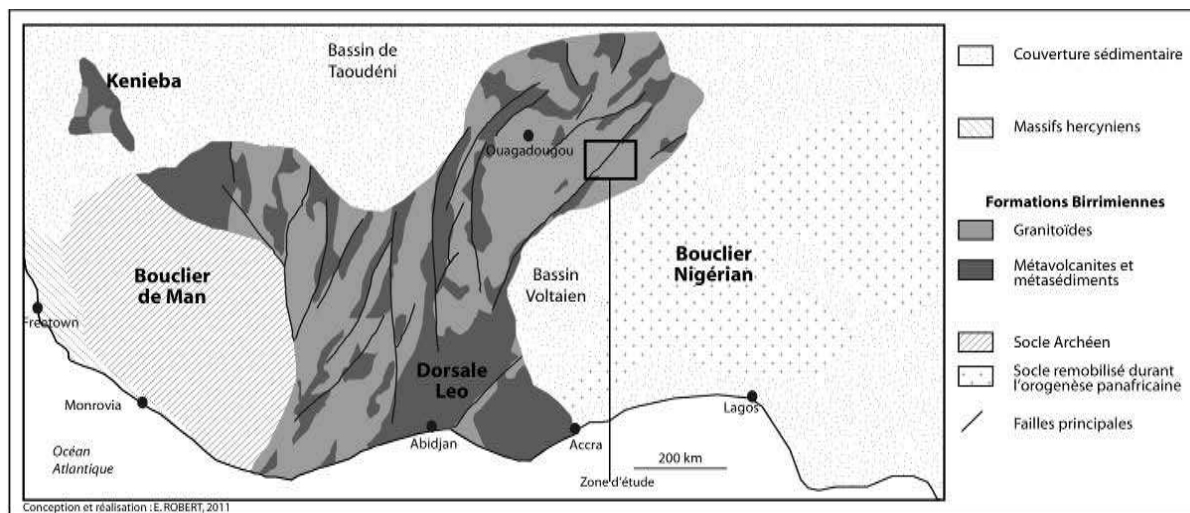 Bassin de
Taoudéni
Kenieba
Ouagadougou
Bouclier
de Man
Bassin
Voltaien
Bouclier
Nigérian
Freetown
Dorsale
Leo
Monrovia
Abidjan
Accra
Lagos
Océan
Atlantique
200 km
Zone d'étude
Conception et réalisation : E. ROBERT, 2011
Couverture sédimentaire
Massifs hercyniens
Formations Birrimiennes
Granitoïdes
Métavolcanites et
métasédiments
Socle Archéen
Socle remobilisé durant
l'orogenèse panafricaine
Failles principales